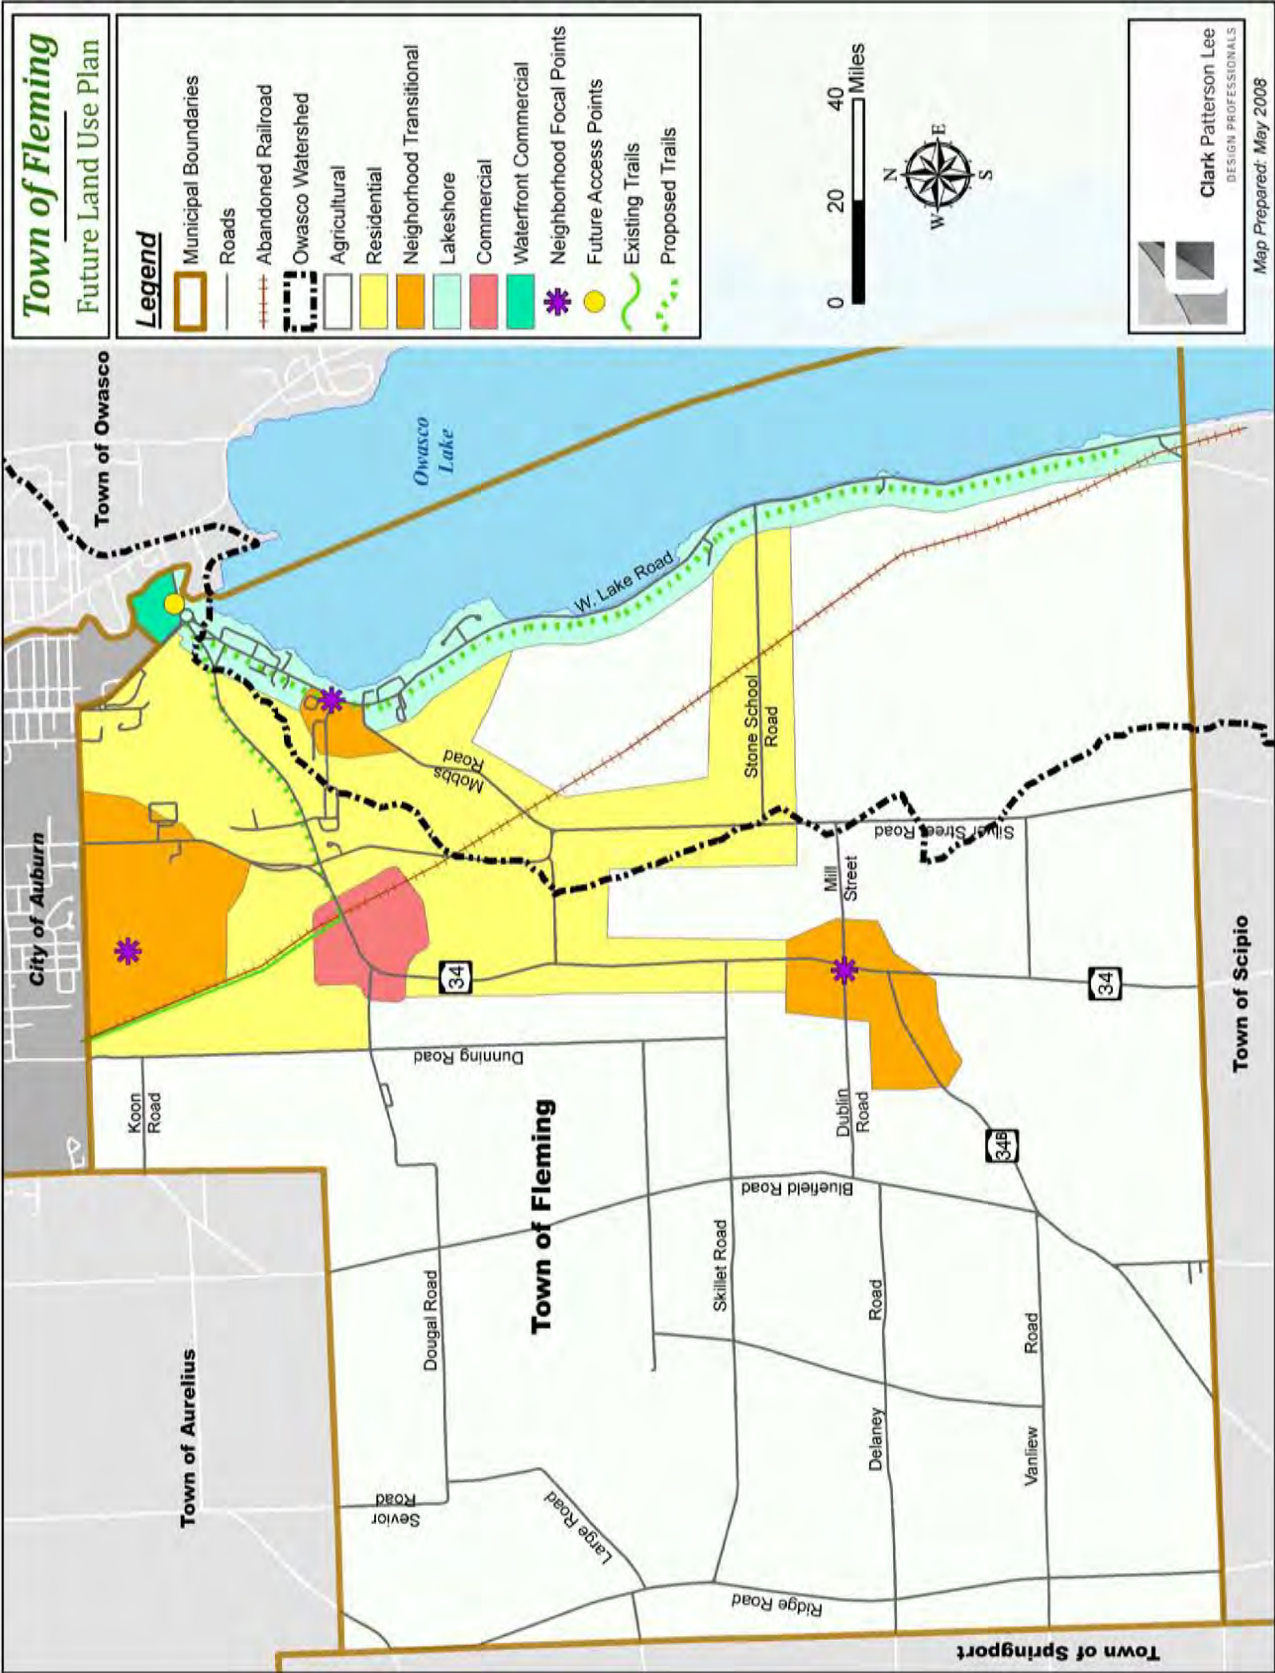 Town of Fleming
Future Land Use Plan
Legend
Municipal Boundaries
Roads
Abandoned Railroad
Owasco Watershed
Agricultural
Residential
Neighorhood Transitional
Lakeshore
Commercial
Waterfront Commercial
Neighborhood Focal Points
Future Access Points
Existing Trails
Proposed Trails
0 20 40
Miles
N
W E
S
Clark Patterson Lee
DESIGN PROFESSIONALS
Map Prepared: May 2008
Town of Owasco
City of Auburn
Town of Aurelius
Owasco
Lake
W. Lake Road
Mobbs
Road
Stone School
Road
Silver Street Road
Mill
Street
34
34
Koon
Road
Dunning Road
Dublin
Road
34B
Town of Fleming
Bluefield Road
Skillet Road
Dougal Road
Road
Delaney
Road
Vanliew
Sevior
Road
Large Road
Ridge Road
Town of Scipio
Town of Springport